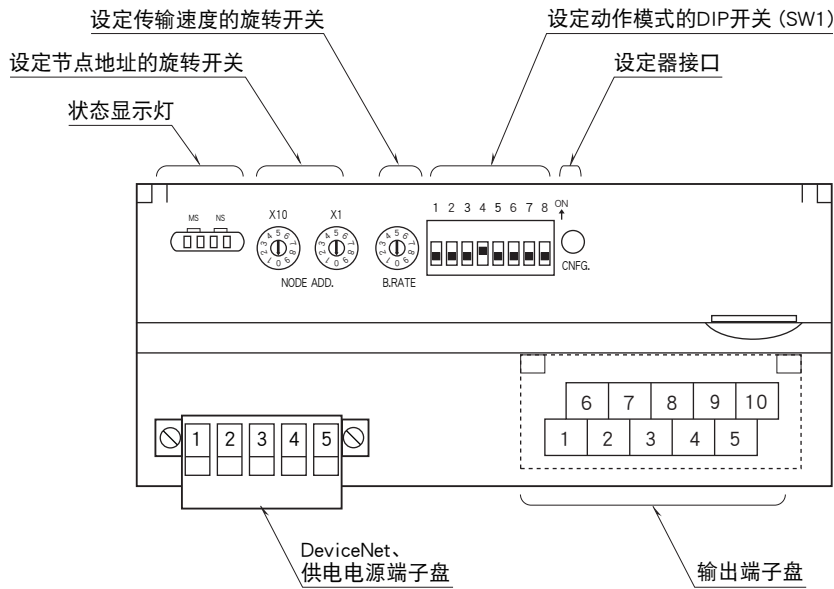 设定传输速度的旋转开关
设定动作模式的DIP开关 (SW1)
设定节点地址的旋转开关
设定器接口
状态显示灯
MS NS
X10 X1
1 2 3 4 5 6 7 8 ON
NODE ADD.
B.RATE
CNFG.
6 7 8 9 10
1 2 3 4 5
1 2 3 4 5
DeviceNet、
供电电源端子盘
输出端子盘